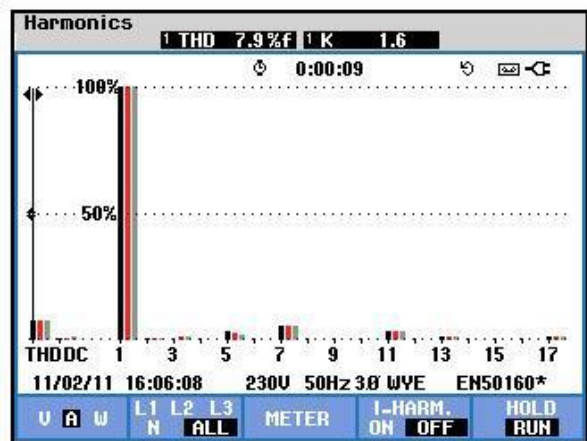 Harmonics
1 THD 7.9%f 1 K 1.6
0:00:09
100%
50%
THDDC 1 3 5 7 9 11 13 15 17
11/02/11 16:06:08 230V 50Hz 3Ø WYE EN50160*
V A W L1 L2 L3 N ALL METER I-HARM. ON OFF HOLD RUN